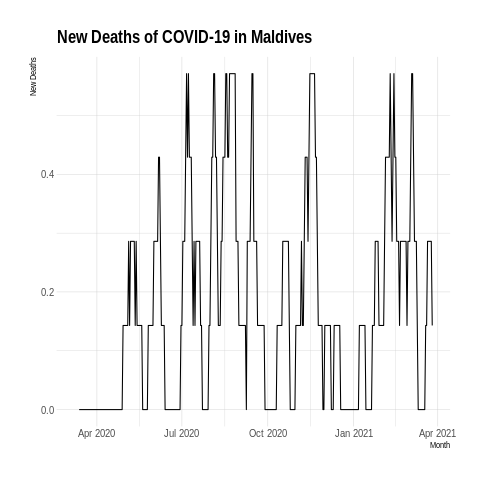 New Deaths of COVID-19 in Maldives
New Deaths
0.4
0.2
0.0
Apr 2020 Jul 2020 Oct 2020 Jan 2021 Apr 2021
Month